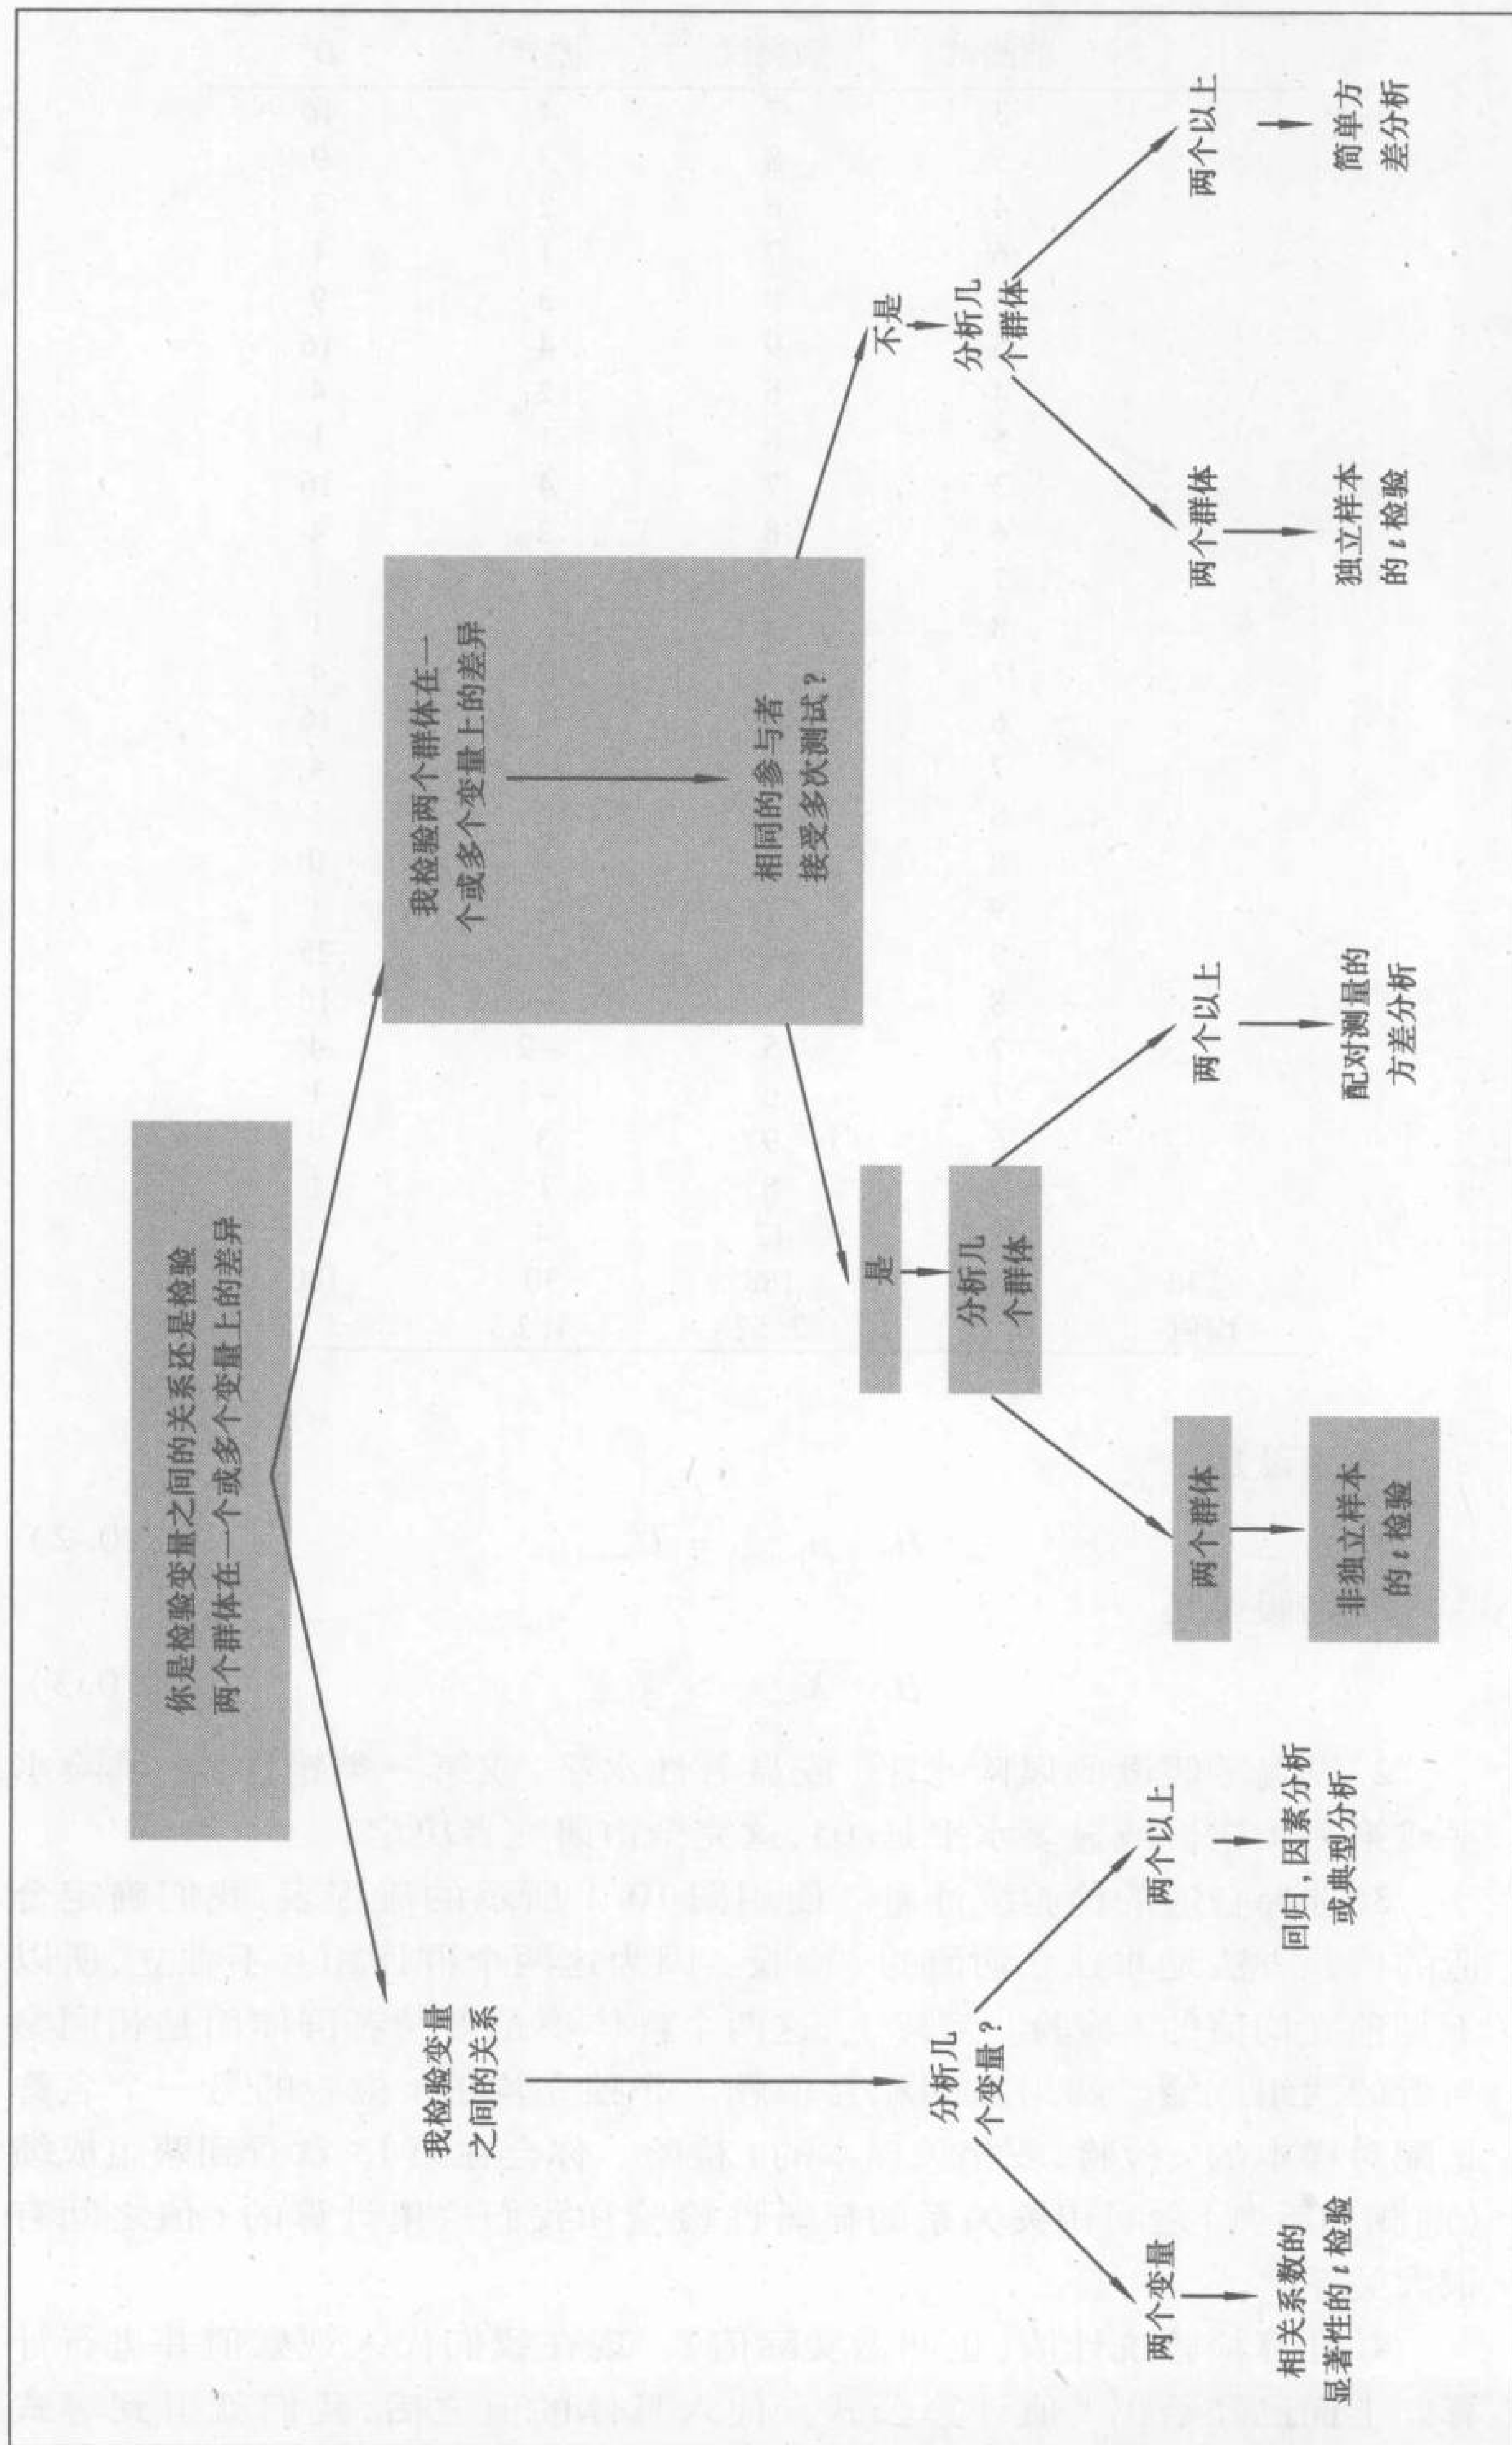 你是检验变量之间的关系还是检验
两个群体在一个或多个变量上的差异
我检验变量
之间的关系
分析几
个变量？
两个变量
相关系数的
显著性的 t 检验
两个以上
回归，因素分析
或典型分析
我检验两个群体在一
个或多个变量上的差异
相同的参与者
接受多次测试？
是
分析几
个群体
两个群体
非独立样本
的 t 检验
两个以上
配对测量的
方差分析
不是
分析几
个群体
两个群体
独立样本
的 t 检验
两个以上
简单方
差分析